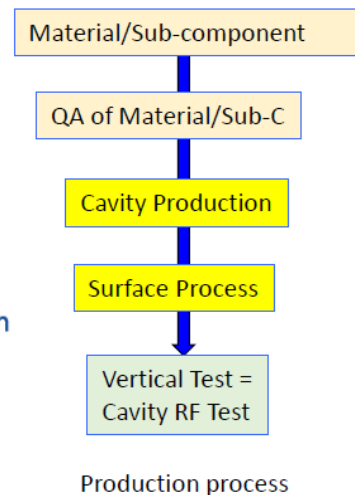 Material/Sub-component
QA of Material/Sub-C
Cavity Production
Surface Process
Vertical Test =
Cavity RF Test
Production process